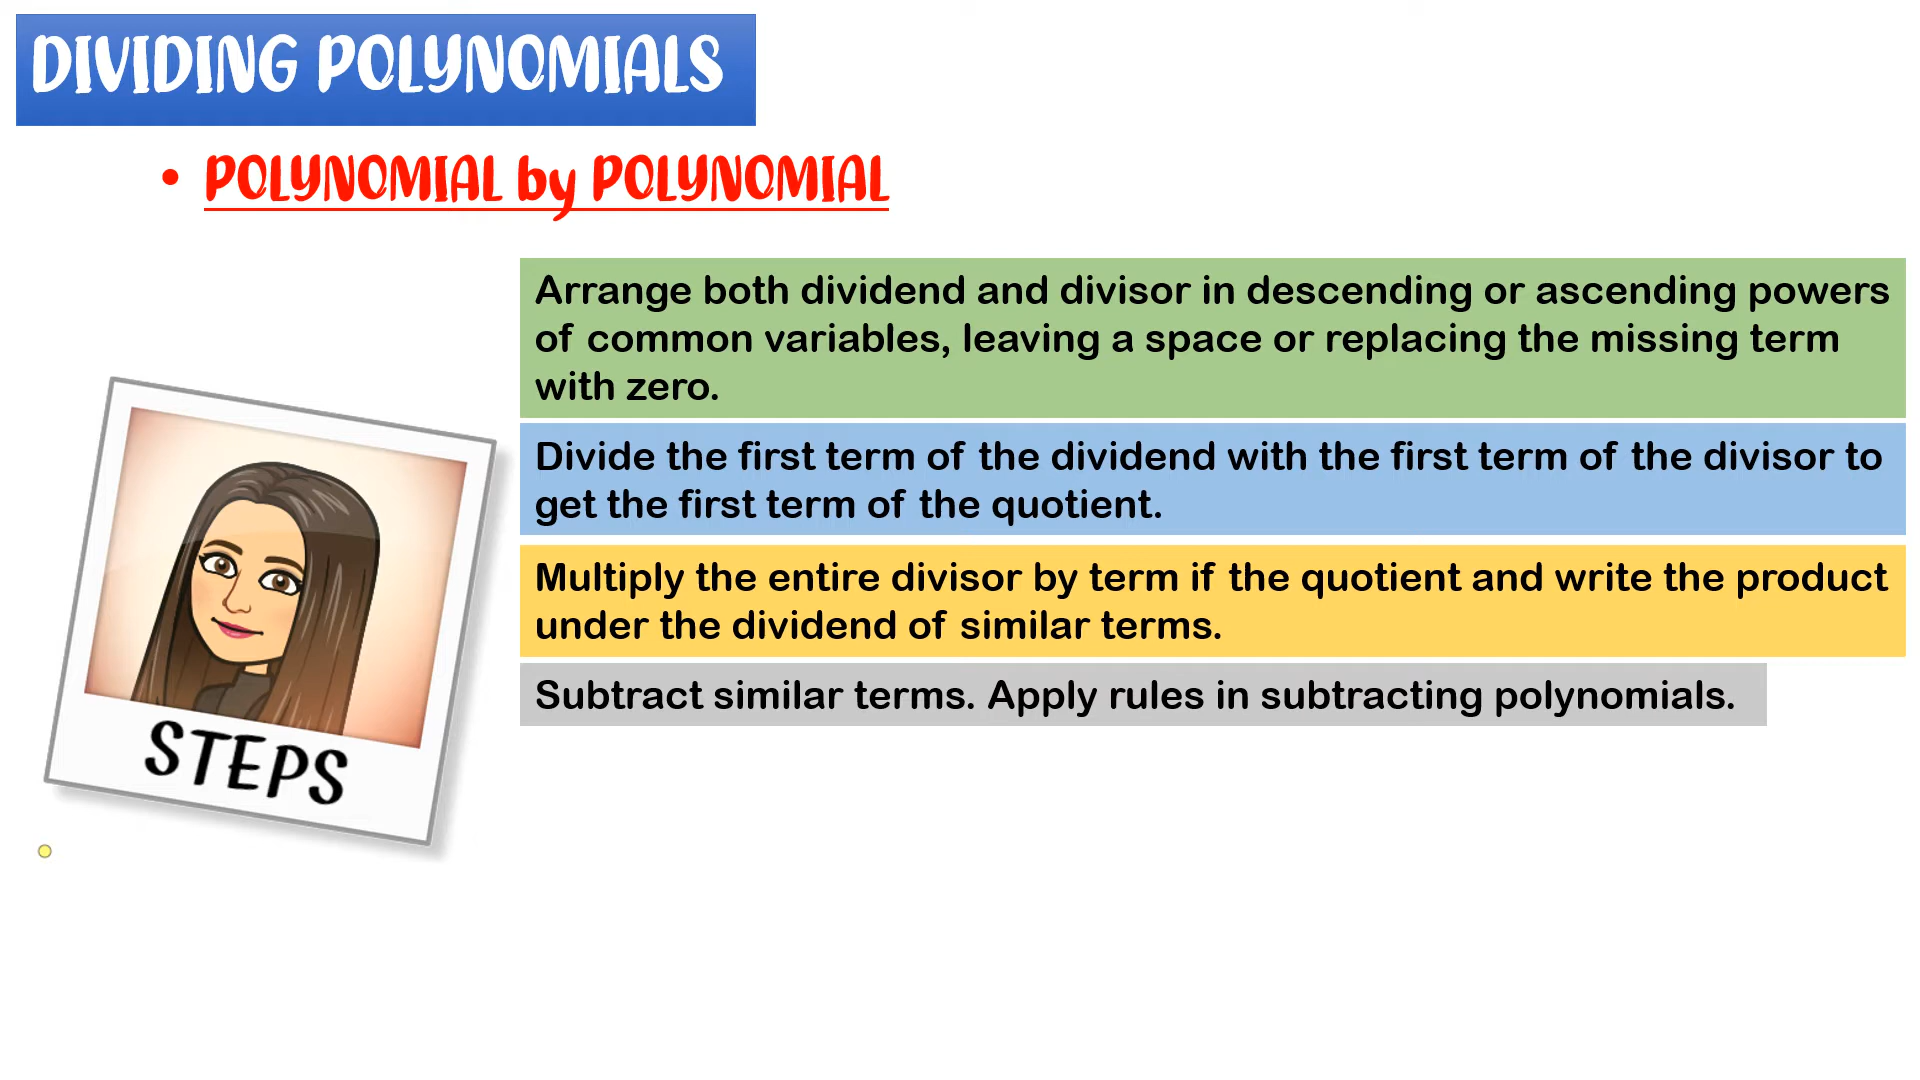 DIVIDING POLYNOMIALS
• POLYNOMIAL by POLYNOMIAL
Arrange both dividend and divisor in descending or ascending powers
of common variables, leaving a space or replacing the missing term
with zero.
Divide the first term of the dividend with the first term of the divisor to
get the first term of the quotient.
Multiply the entire divisor by term if the quotient and write the product
under the dividend of similar terms.
Subtract similar terms. Apply rules in subtracting polynomials.
STEPS